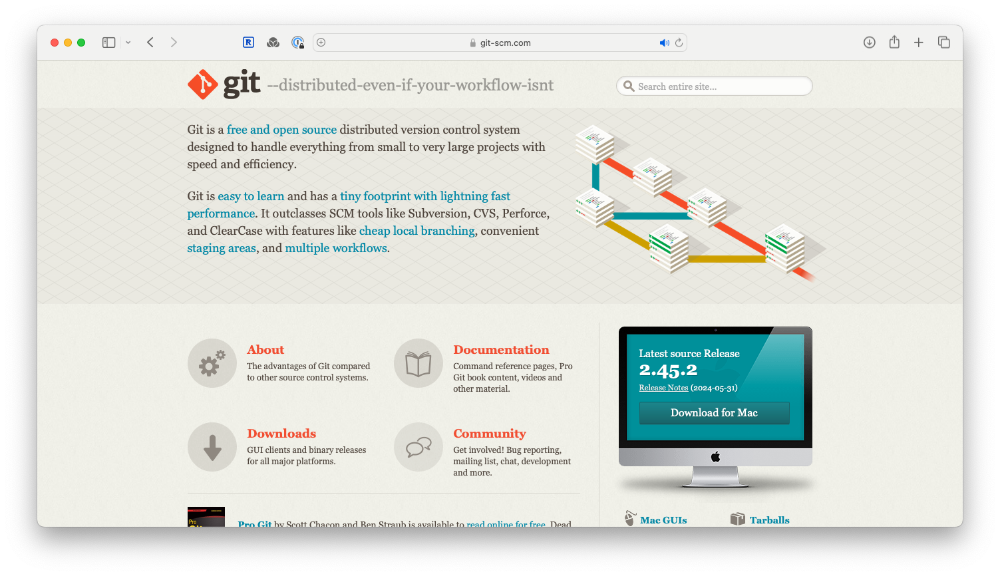 R
git-scm.com
git --distributed-even-if-your-workflow-isnt
Search entire site...
Git is a free and open source distributed version control system
designed to handle everything from small to very large projects with
speed and efficiency.
Git is easy to learn and has a tiny footprint with lightning fast
performance. It outclasses SCM tools like Subversion, CVS, Perforce,
and ClearCase with features like cheap local branching, convenient
staging areas, and multiple workflows.
About
The advantages of Git compared
to other source control systems.
Documentation
Command reference pages, Pro
Git book content, videos and
other material.
Downloads
GUI clients and binary releases
for all major platforms.
Community
Get involved! Bug reporting,
mailing list, chat, development
and more.
Latest source Release
2.45.2
Release Notes (2024-05-31)
Download for Mac
Mac GUIs
Tarballs
Pro
Pro Git by Scott Chacon and Ben Straub is available to read online for free. Dead